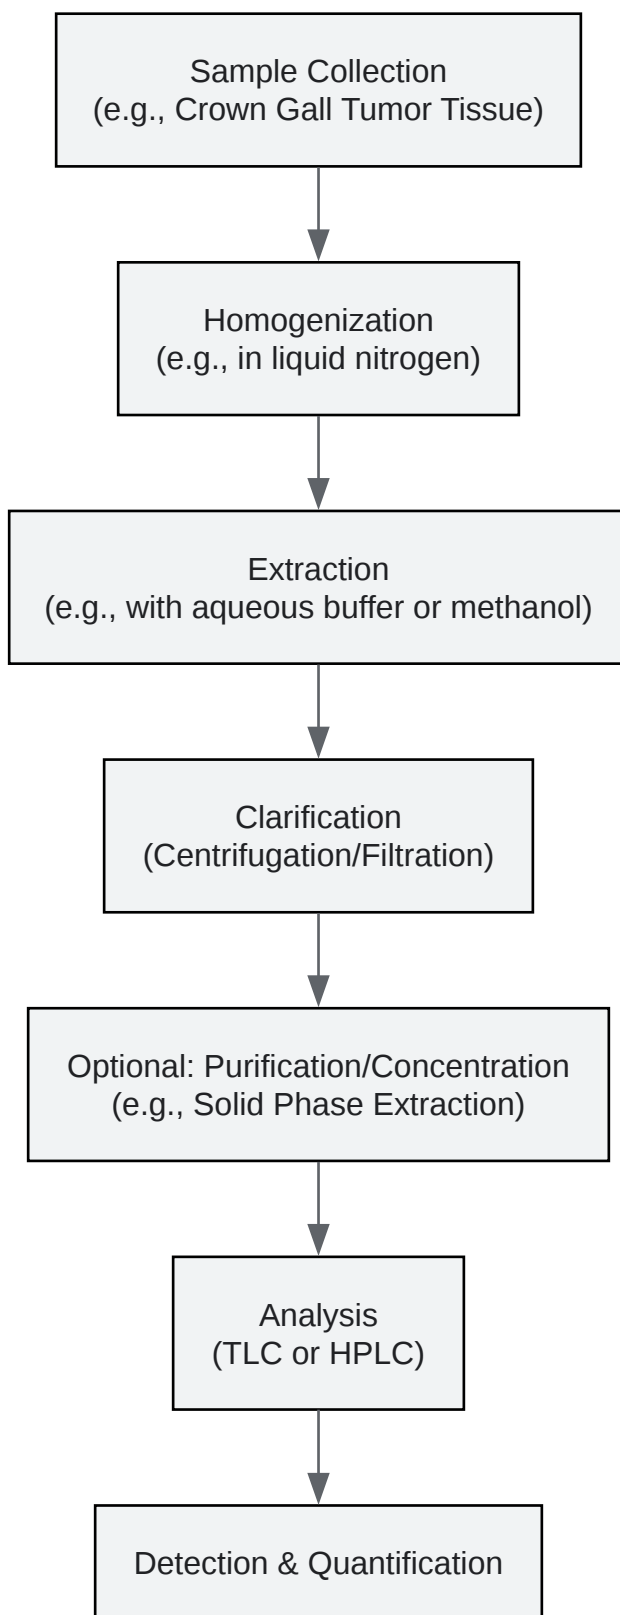 Sample Collection
(e.g., Crown Gall Tumor Tissue)
Homogenization
(e.g., in liquid nitrogen)
Extraction
(e.g., with aqueous buffer or methanol)
Clarification
(Centrifugation/Filtration)
Optional: Purification/Concentration
(e.g., Solid Phase Extraction)
Analysis
(TLC or HPLC)
Detection & Quantification